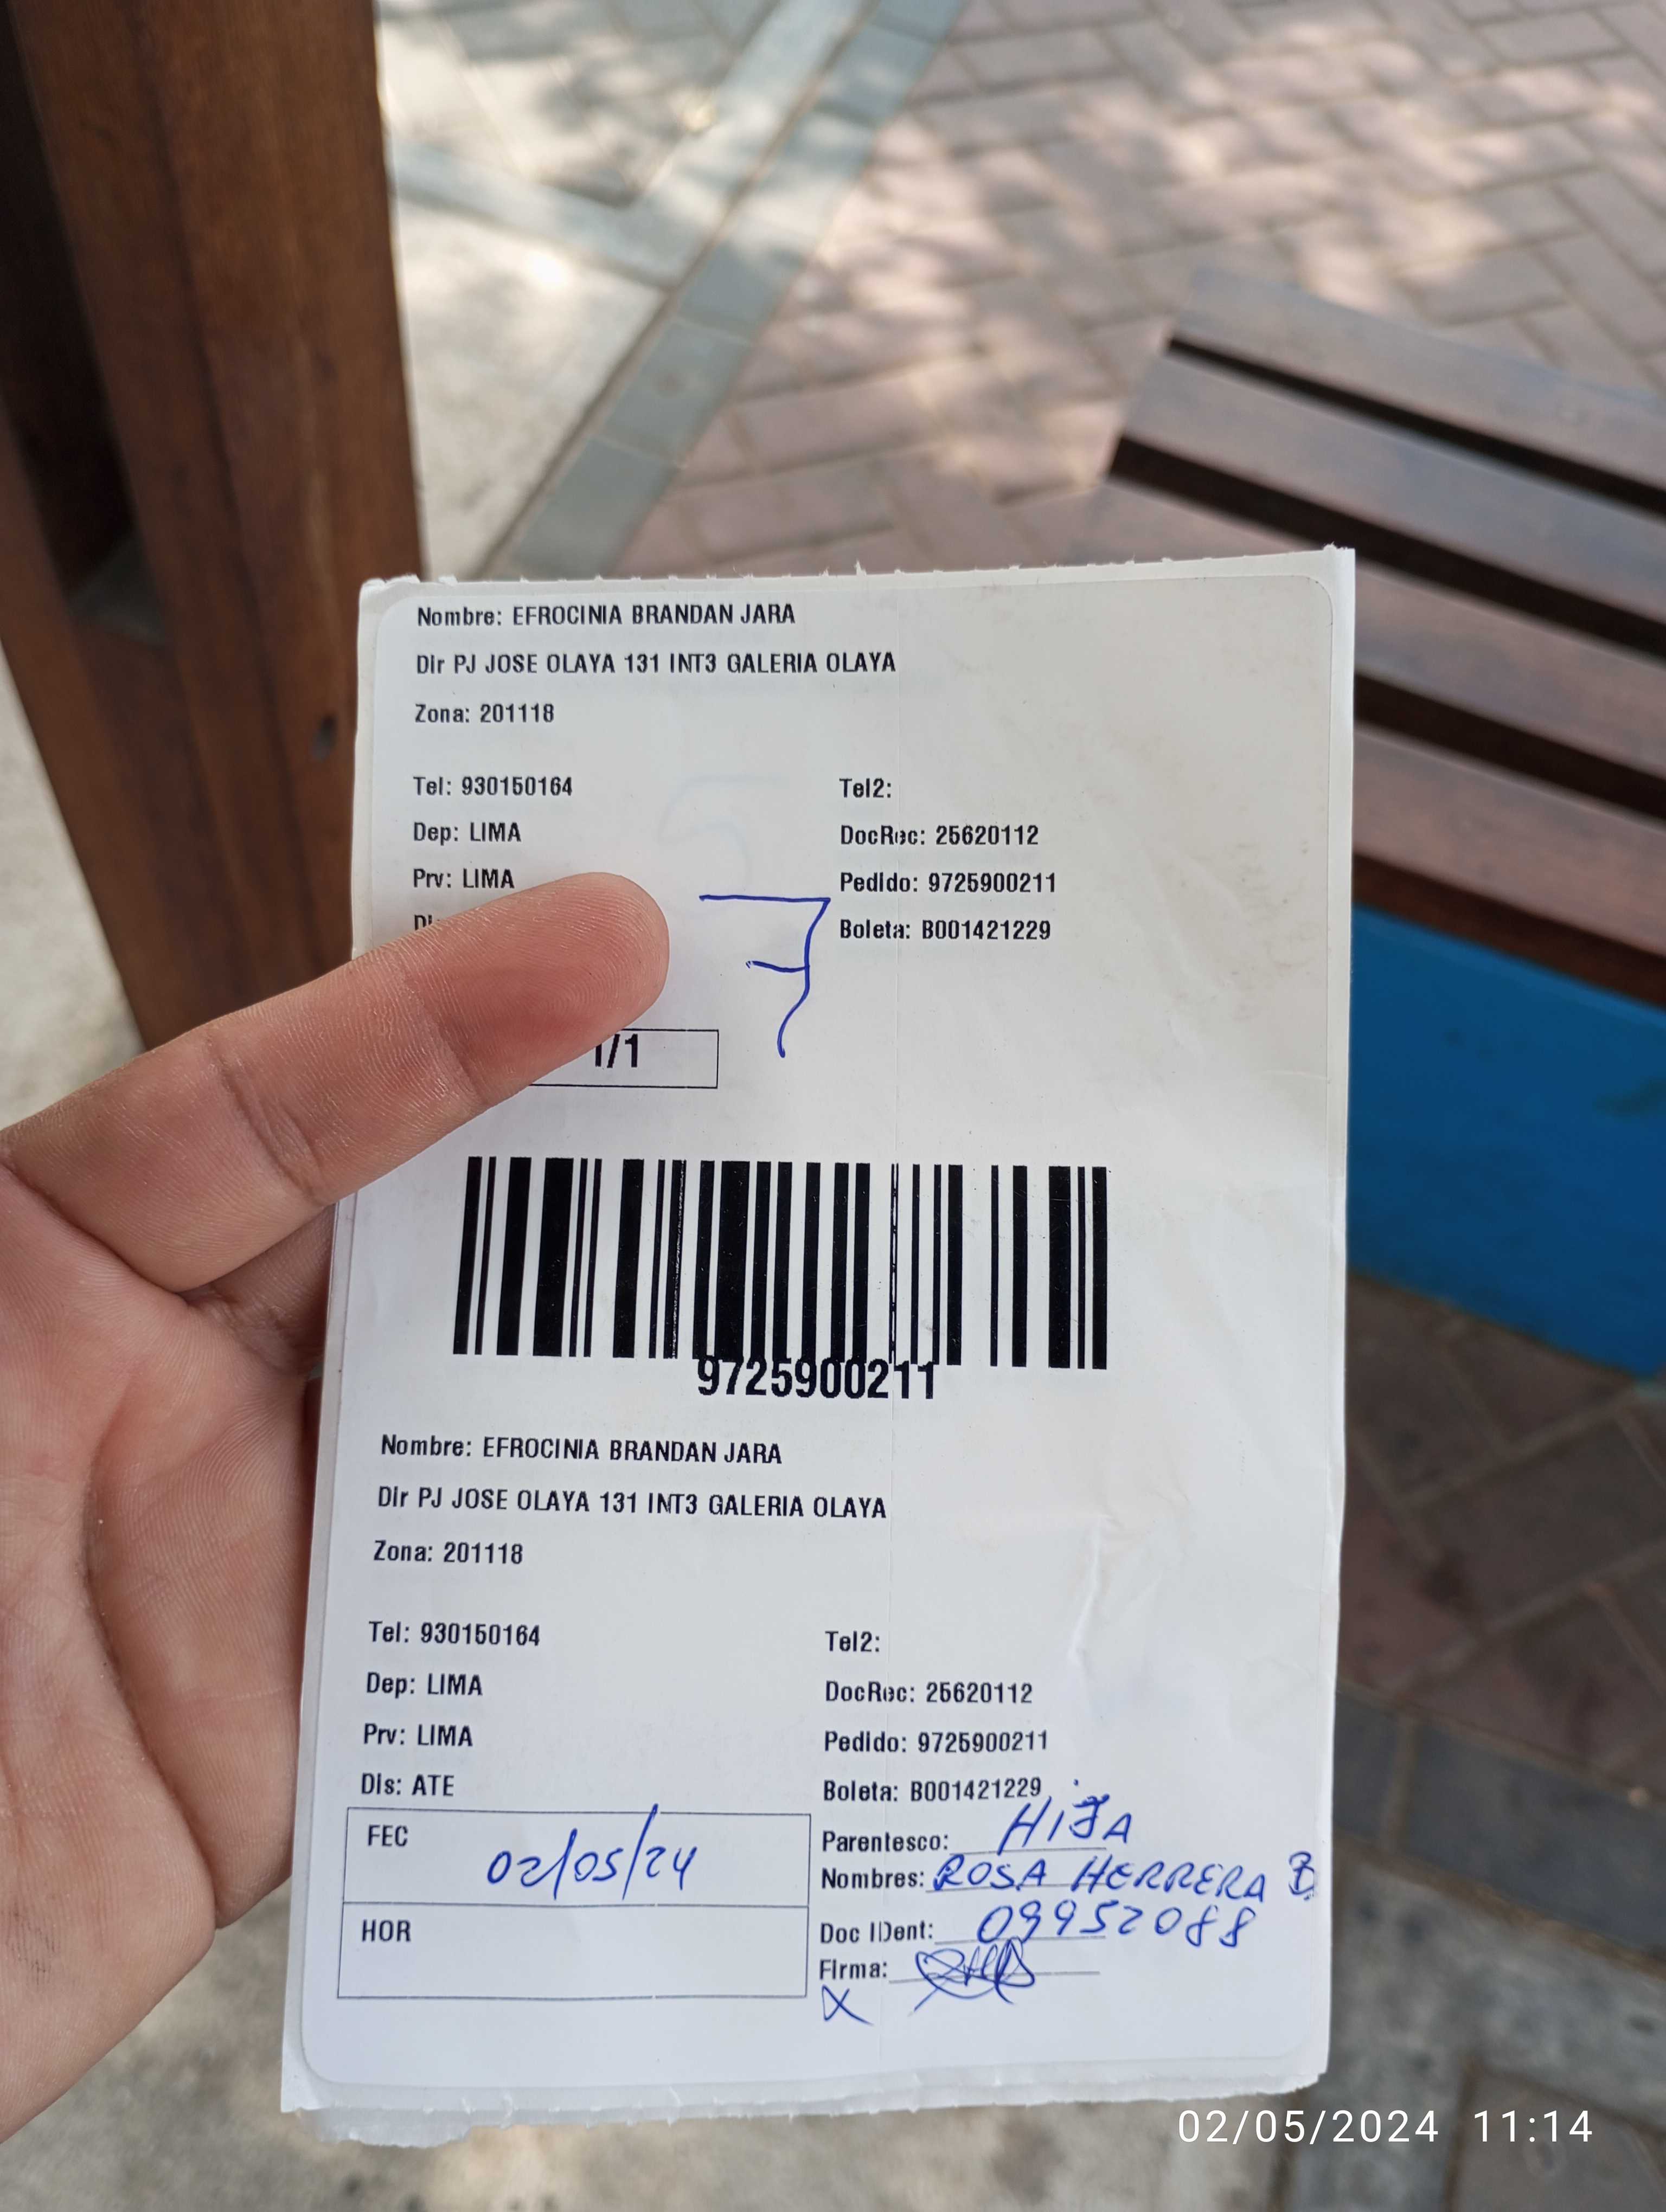 Nombre: EFROCINIA BRANDAN JARA
Dir PJ JOSE OLAYA 131 INT3 GALERIA OLAYA
Zona: 201118
Tel: 930150164 Tel2:
Dep: LIMA DocRec: 25620112
Prv: LIMA Pedido: 9725900211
Boleta: B001421229
7
1/1
9725900211
Nombre: EFROCINIA BRANDAN JARA
Dir PJ JOSE OLAYA 131 INT3 GALERIA OLAYA
Zona: 201118
Tel: 930150164 Tel2:
Dep: LIMA DocRec: 25620112
Prv: LIMA Pedido: 9725900211
Dis: ATE Boleta: B001421229
FEC 02/05/24 Parentesco: HIJA
Nombres: ROSA HERRERA B
HOR Doc IDent: 09952088
Firma:
X
02/05/2024 11:14